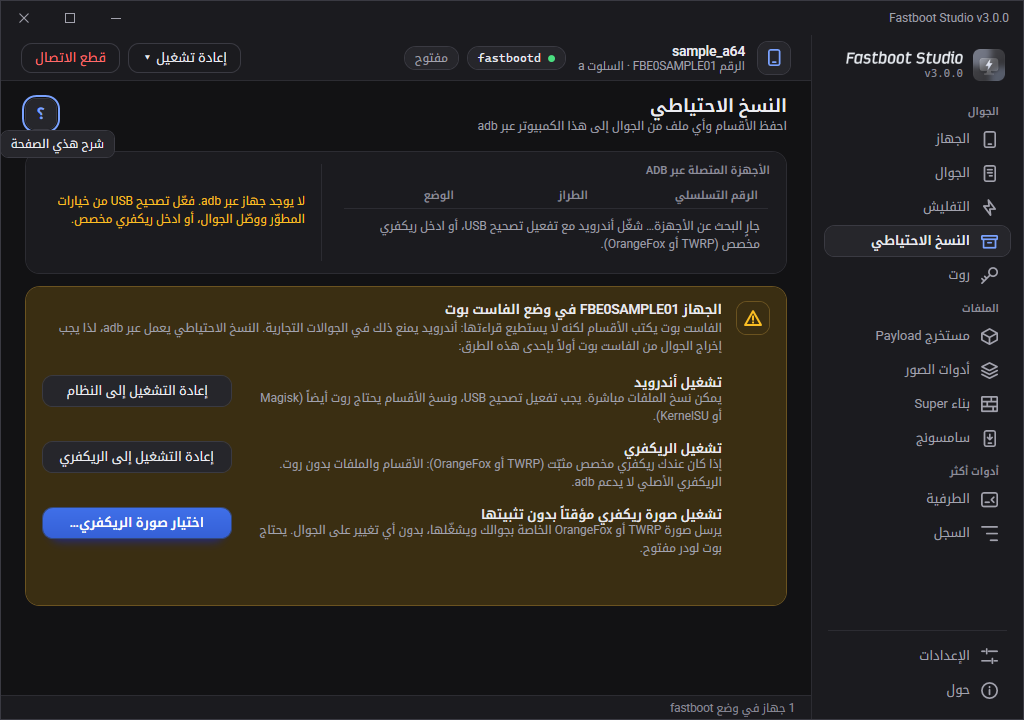 Fastboot Studio v3.0.0
Fastboot Studio
v3.0.0
الجوال
الجهاز
الجوال
التفليش
النسخ الاحتياطي
روت
الملفات
مستخرج Payload
أدوات الصور
بناء Super
سامسونج
أدوات أكثر
الطرفية
السجل
الإعدادات
حول
sample_a64
الرقم FBE0SAMPLE01 · السلوت a
fastbootd
مفتوح
إعادة تشغيل
قطع الاتصال
النسخ الاحتياطي
احفظ الأقسام وأي ملف من الجوال إلى هذا الكمبيوتر عبر adb
؟
شرح هذي الصفحة
الأجهزة المتصلة عبر ADB
الرقم التسلسلي الطراز الوضع
جارٍ البحث عن الأجهزة... شغّل أندرويد مع تفعيل تصحيح USB، أو ادخل ريكفري
مخصص (TWRP أو OrangeFox).
لا يوجد جهاز عبر adb. فعّل تصحيح USB من خيارات
المطوّر ووصّل الجوال، أو ادخل ريكفري مخصص.
الجهاز FBE0SAMPLE01 في وضع الفاست بوت
الفاست بوت يكتب الأقسام لكنه لا يستطيع قراءتها: أندرويد يمنع ذلك في الجوالات التجارية. النسخ الاحتياطي يعمل عبر adb، لذا يجب
إخراج الجوال من الفاست بوت أولاً بإحدى هذه الطرق:
تشغيل أندرويد
يمكن نسخ الملفات مباشرة. يجب تفعيل تصحيح USB، ونسخ الأقسام يحتاج روت أيضاً (Magisk
أو KernelSU).
إعادة التشغيل إلى النظام
تشغيل الريكفري
إذا كان عندك ريكفري مخصص مثبّت (TWRP أو OrangeFox): الأقسام والملفات بدون روت.
الريكفري الأصلي لا يدعم adb.
إعادة التشغيل إلى الريكفري
تشغيل صورة ريكفري مؤقتاً بدون تثبيتها
يرسل صورة TWRP أو OrangeFox الخاصة بجوالك ويشغّلها، بدون أي تغيير على الجوال. يحتاج
بوت لودر مفتوح.
اختيار صورة الريكفري...
1 جهاز في وضع fastboot